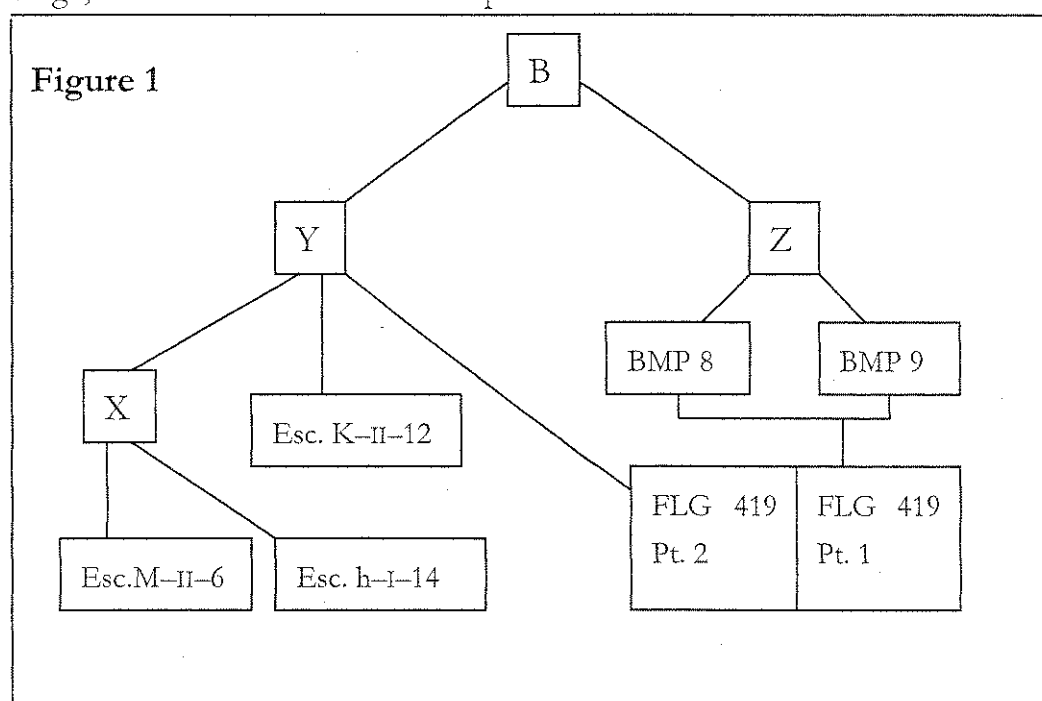 Figure 1
B
Y
Z
BMP 8
BMP 9
X
Esc. K–II–12
FLG 419
Pt. 2
FLG 419
Pt. 1
Esc.M–II–6
Esc. h–I–14